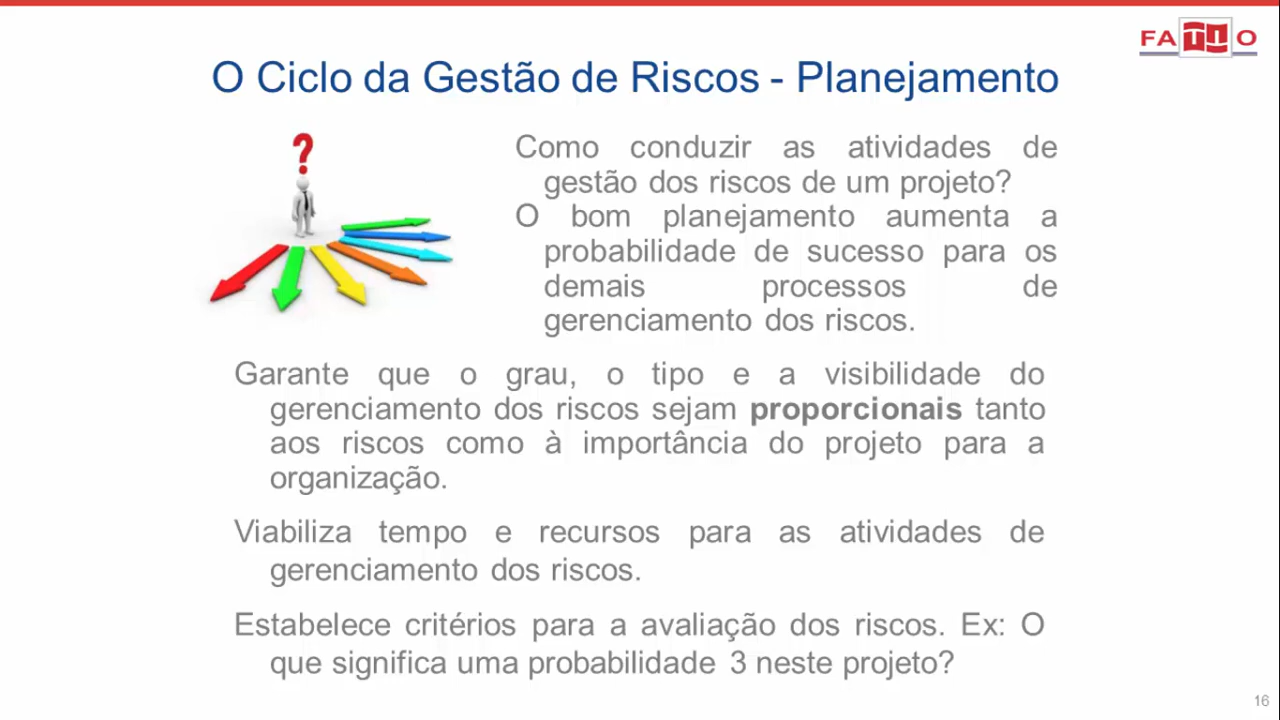 FATTO
O Ciclo da Gestão de Riscos - Planejamento
?
Como conduzir as atividades de
gestão dos riscos de um projeto?
O bom planejamento aumenta a
probabilidade de sucesso para os
demais processos de
gerenciamento dos riscos.
Garante que o grau, o tipo e a visibilidade do
gerenciamento dos riscos sejam proporcionais tanto
aos riscos como à importância do projeto para a
organização.
Viabiliza tempo e recursos para as atividades de
gerenciamento dos riscos.
Estabelece critérios para a avaliação dos riscos. Ex: O
que significa uma probabilidade 3 neste projeto?
16